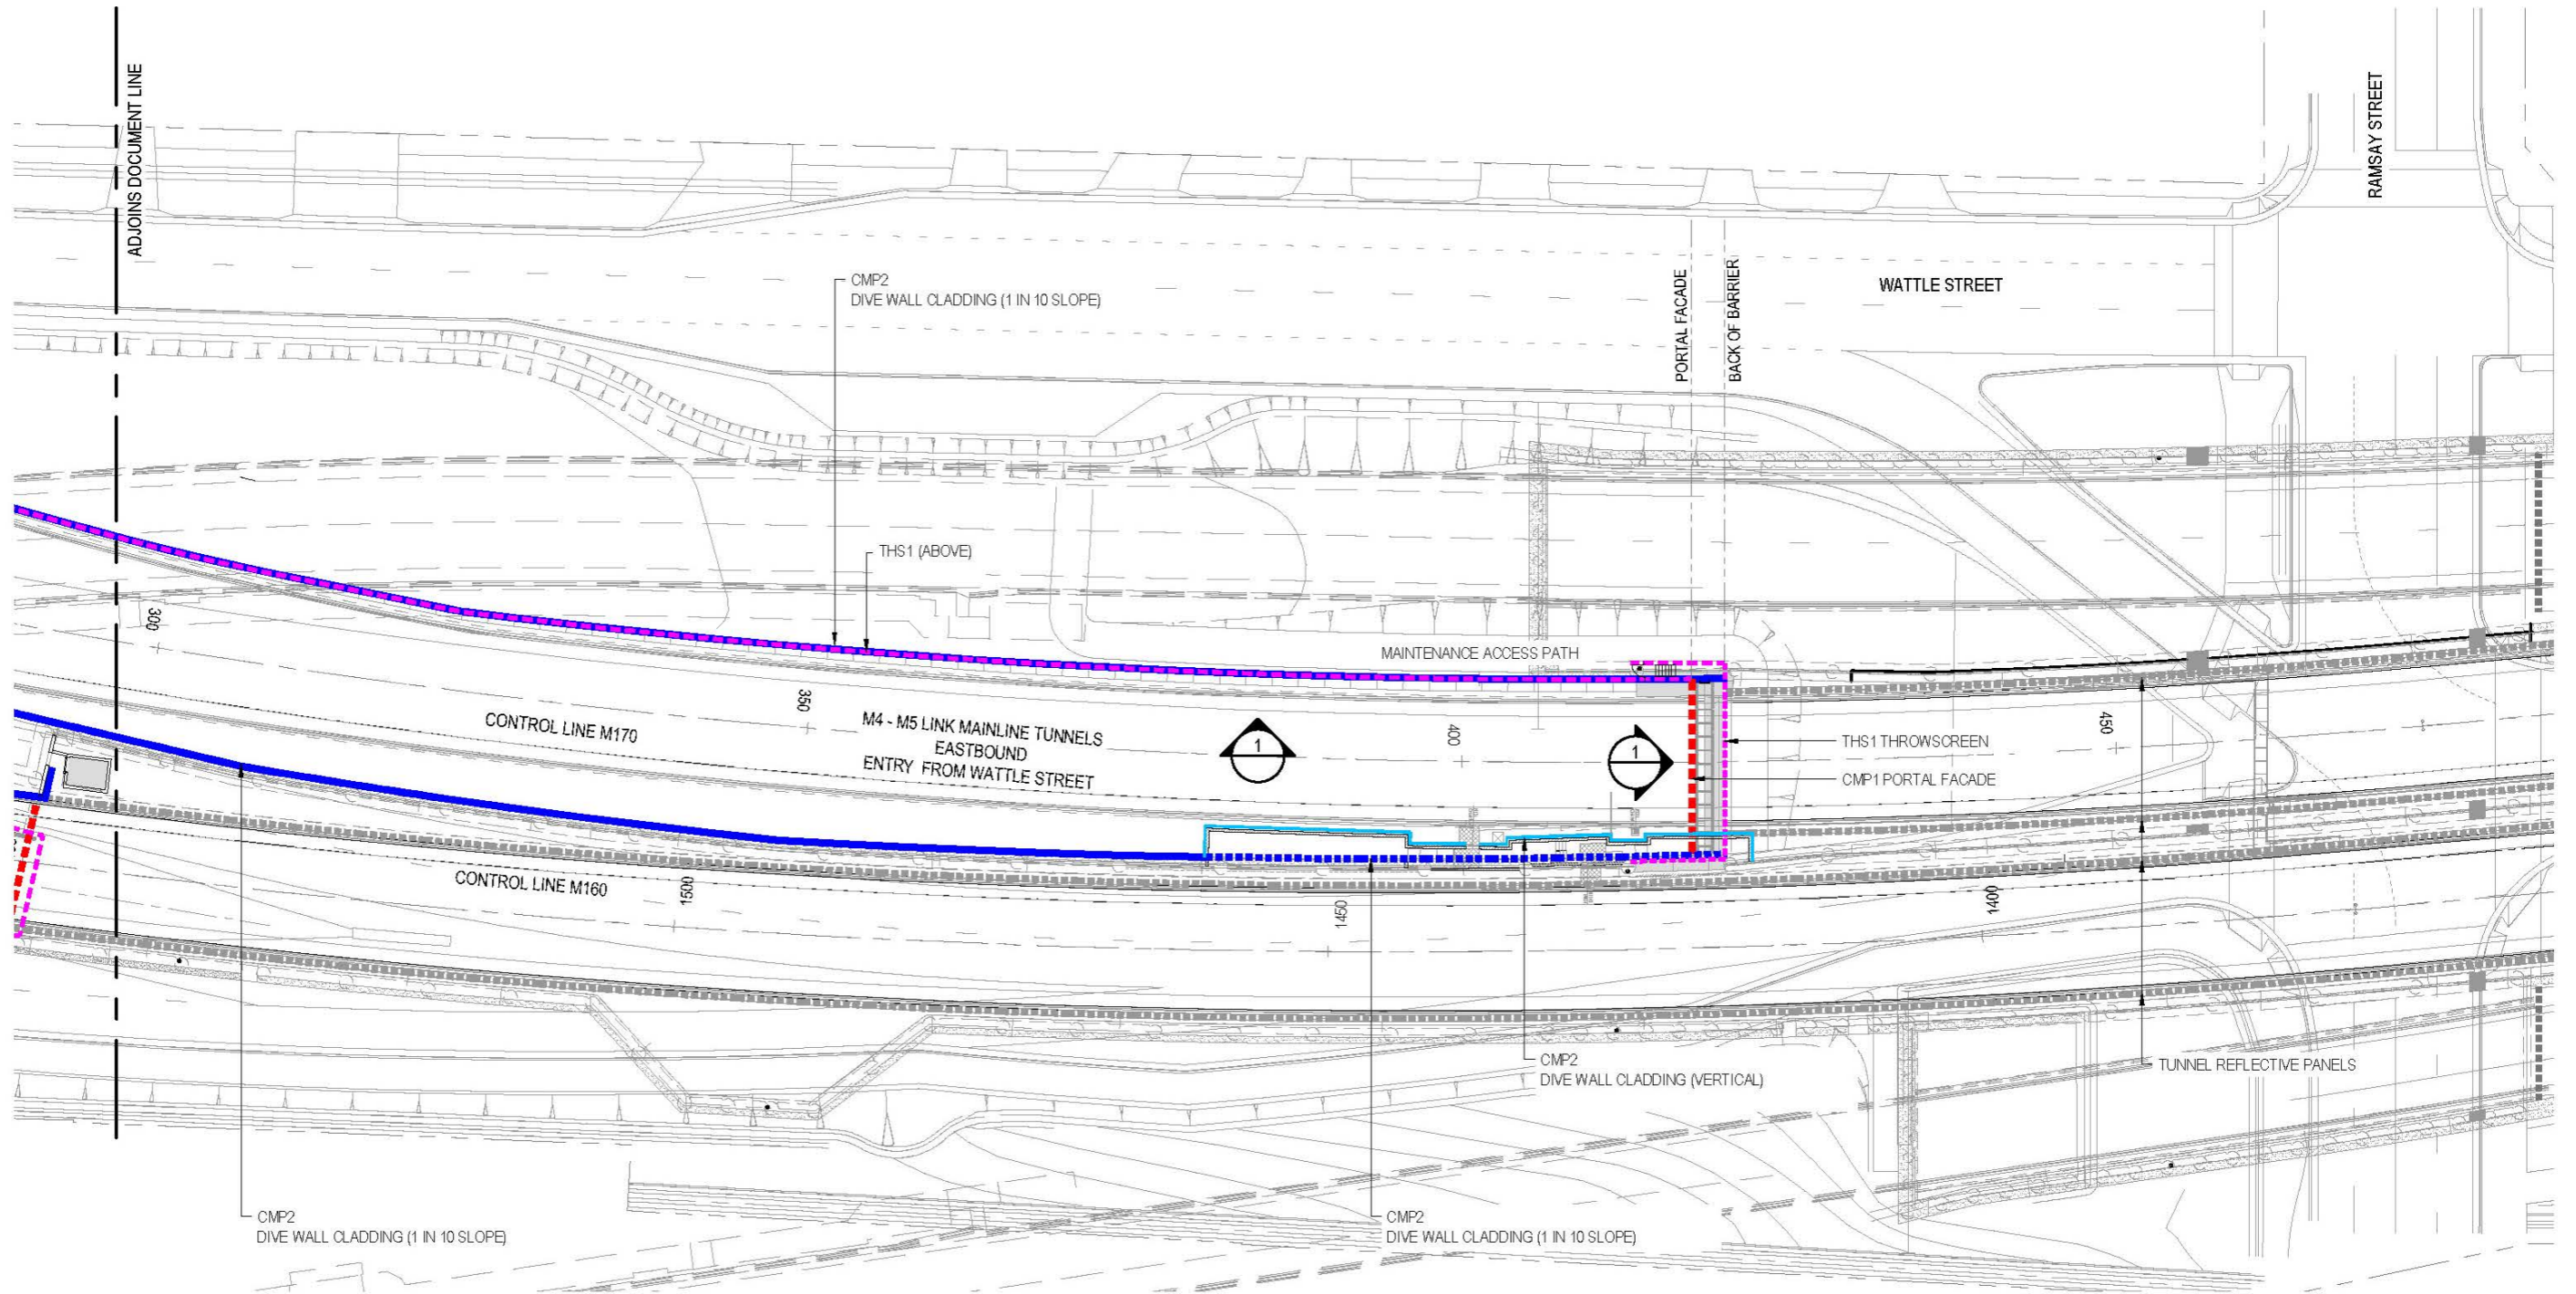 ADJOINS DOCUMENT LINE
RAMSAY STREET
CMP2
DIVE WALL CLADDING (1 IN 10 SLOPE)
PORTAL FACADE
BACK OF BARRIER
WATTLE STREET
THS1 (ABOVE)
300
MAINTENANCE ACCESS PATH
350
CONTROL LINE M170
M4 - M5 LINK MAINLINE TUNNELS
EASTBOUND
ENTRY FROM WATTLE STREET
1
400
1
450
THS1 THROWSCREEN
CMP1 PORTAL FACADE
CONTROL LINE M160
1500
1450
1400
CMP2
DIVE WALL CLADDING (VERTICAL)
TUNNEL REFLECTIVE PANELS
CMP2
DIVE WALL CLADDING (1 IN 10 SLOPE)
CMP2
DIVE WALL CLADDING (1 IN 10 SLOPE)